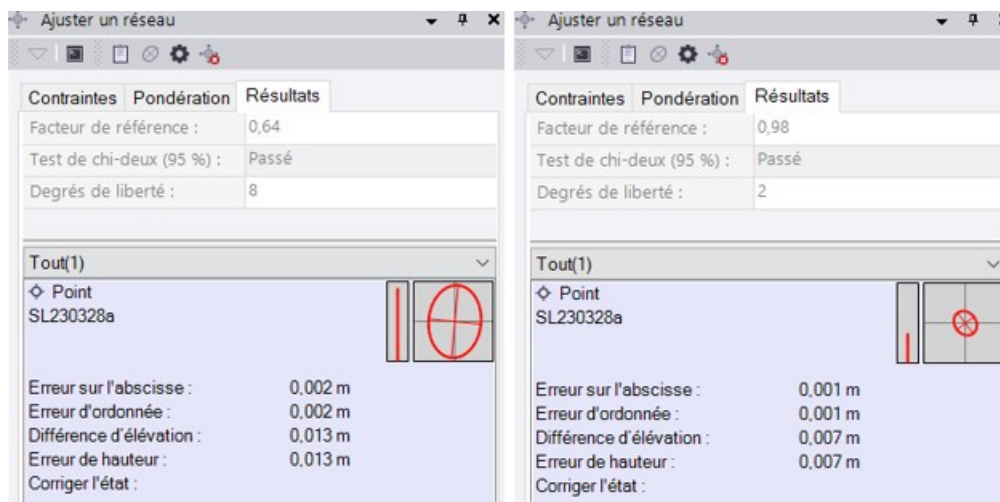 Ajuster un réseau
Contraintes Pondération Résultats
Facteur de référence : 0,64
Test de chi-deux (95 %) : Passé
Degrés de liberté : 8
Tout(1)
Point
SL230328a
Erreur sur l'abscisse : 0,002 m
Erreur d'ordonnée : 0,002 m
Différence d'élévation : 0,013 m
Erreur de hauteur : 0,013 m
Corriger l'état :
Ajuster un réseau
Contraintes Pondération Résultats
Facteur de référence : 0,98
Test de chi-deux (95 %) : Passé
Degrés de liberté : 2
Tout(1)
Point
SL230328a
Erreur sur l'abscisse : 0,001 m
Erreur d'ordonnée : 0,001 m
Différence d'élévation : 0,007 m
Erreur de hauteur : 0,007 m
Corriger l'état :